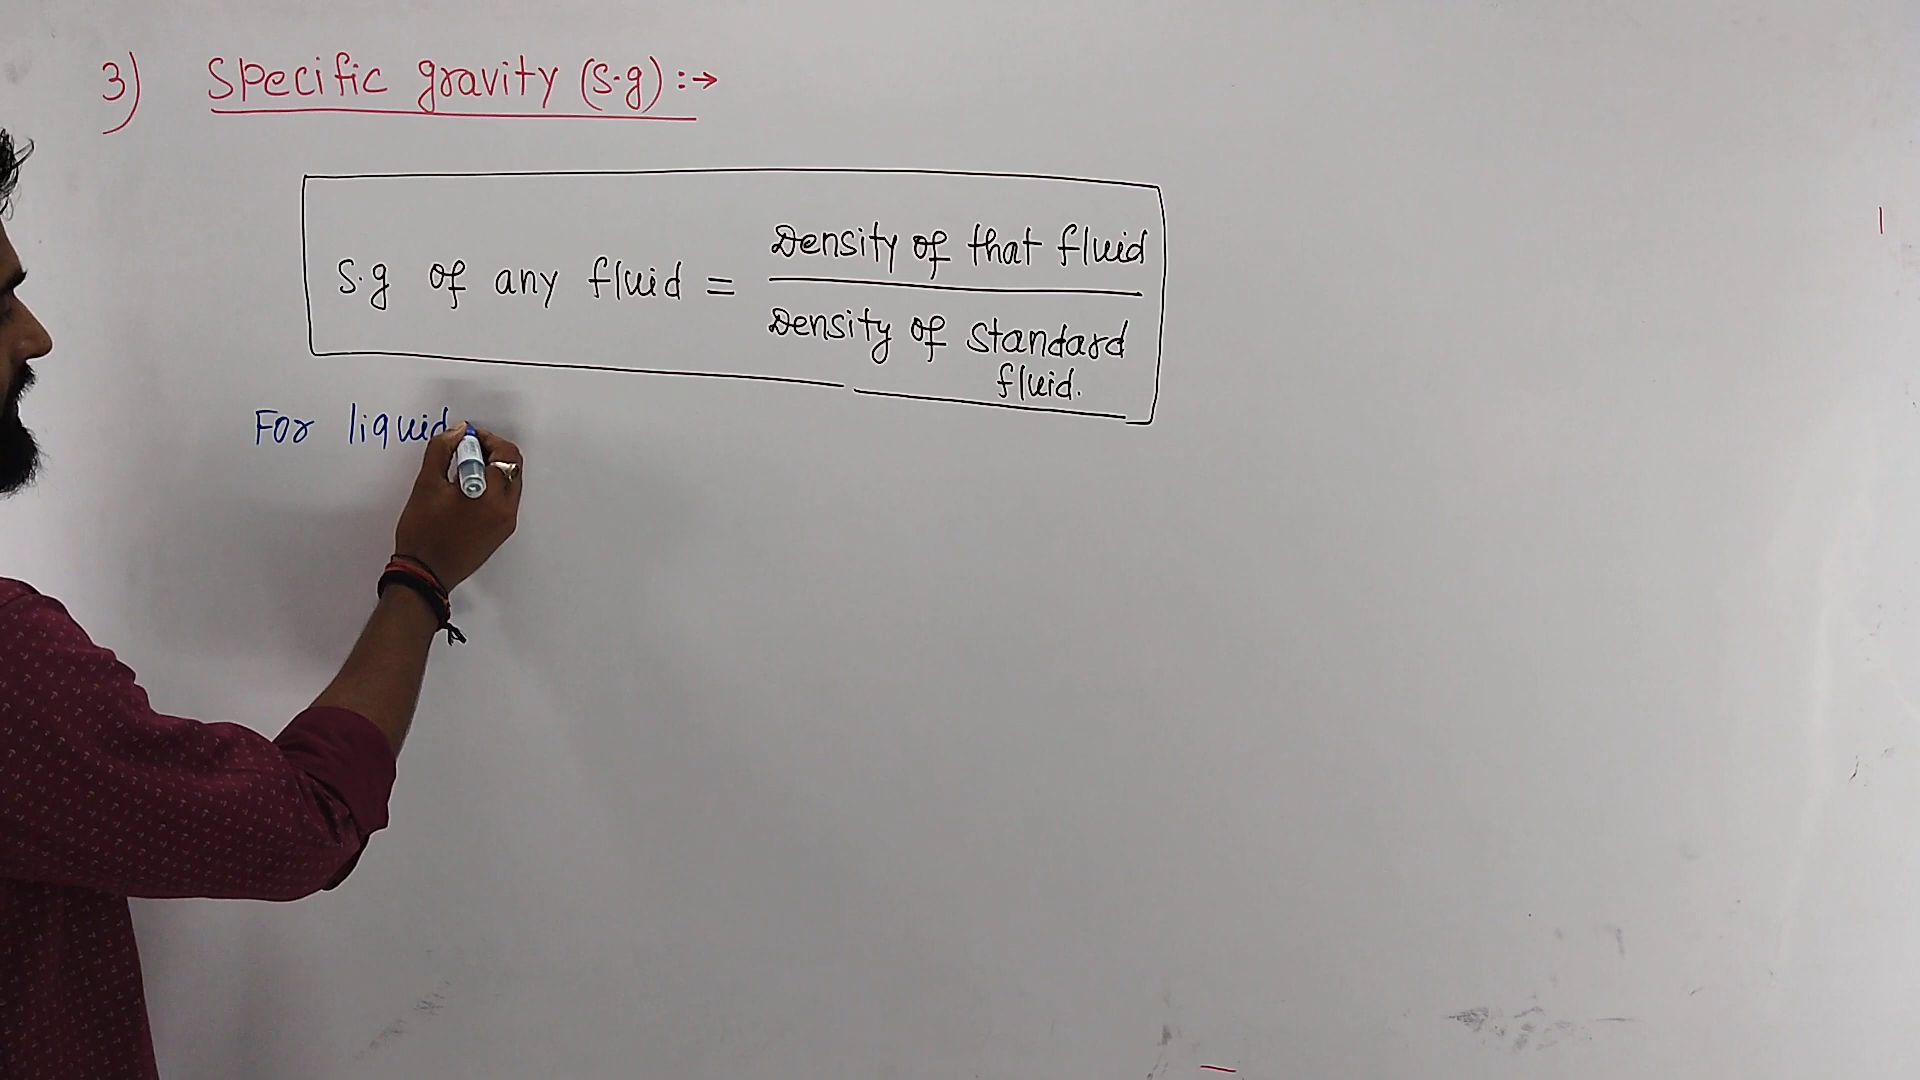 3) Specific gravity (s.g) :→
S.g of any fluid = Density of that fluid
Density of standard
fluid.
For liquid